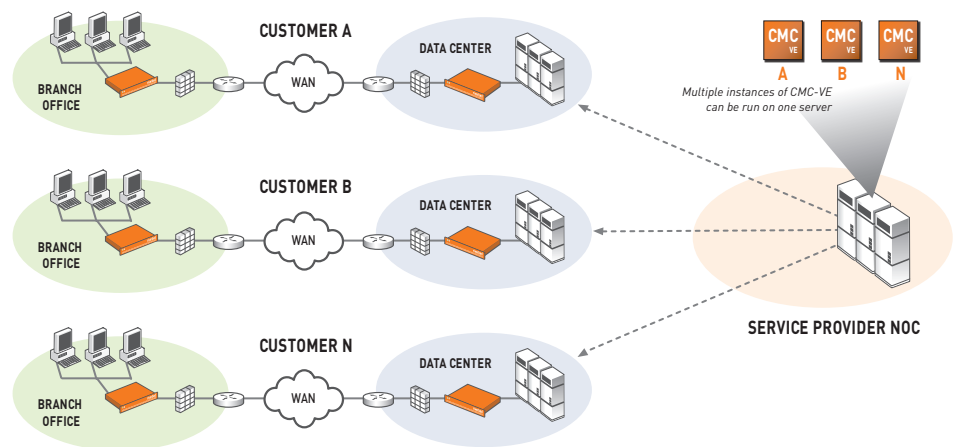 CUSTOMER A
DATA CENTER
BRANCH
OFFICE
WAN
CMC
VE
CMC
VE
CMC
VE
A
B
N
Multiple instances of CMC-VE
can be run on one server
CUSTOMER B
DATA CENTER
BRANCH
OFFICE
WAN
SERVICE PROVIDER NOC
CUSTOMER N
DATA CENTER
BRANCH
OFFICE
WAN